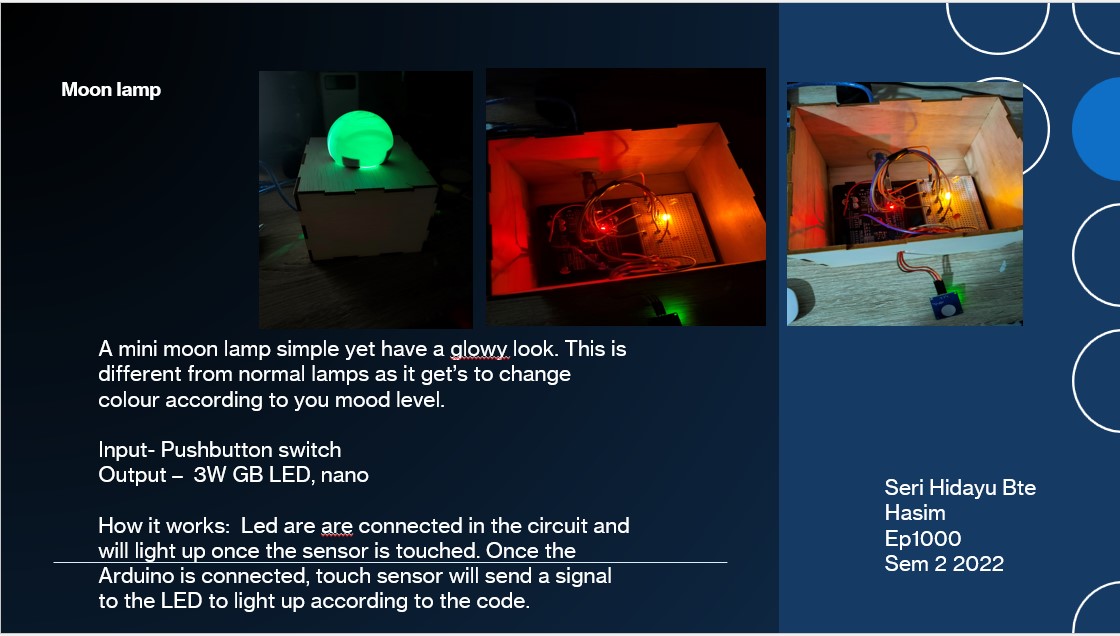 Moon lamp
A mini moon lamp simple yet have a glowy look. This is
different from normal lamps as it get’s to change
colour according to you mood level.
Input- Pushbutton switch
Output – 3W GB LED, nano
How it works: Led are are connected in the circuit and
will light up once the sensor is touched. Once the
Arduino is connected, touch sensor will send a signal
to the LED to light up according to the code.
Seri Hidayu Bte
Hasim
Ep1000
Sem 2 2022